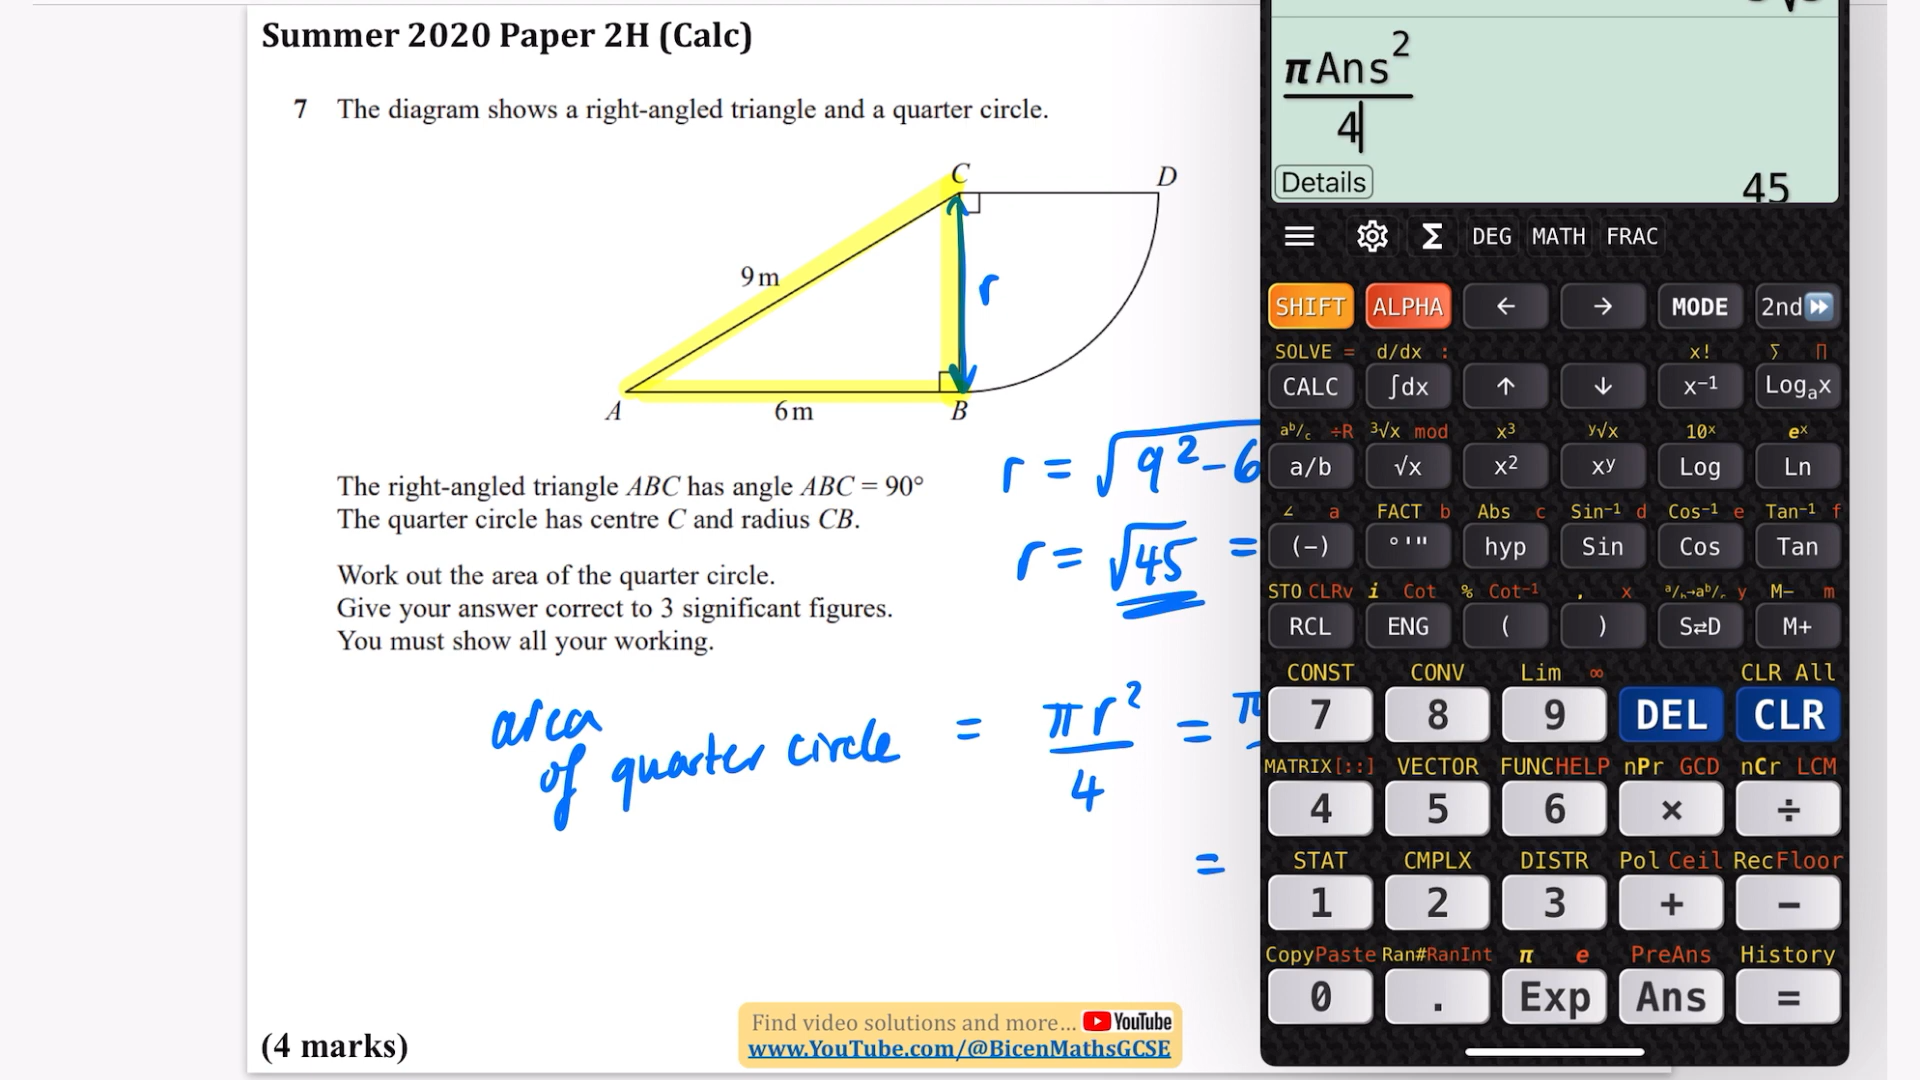 Summer 2020 Paper 2H (Calc)
7 The diagram shows a right-angled triangle and a quarter circle.
C
D
9 m
r
A
6 m
B
The right-angled triangle ABC has angle ABC = 90°
The quarter circle has centre C and radius CB.
Work out the area of the quarter circle.
Give your answer correct to 3 significant figures.
You must show all your working.
r = √9² - 6
r = √45 =
area
of quarter circle = πr²/4 = π
=
(4 marks)
Find video solutions and more... YouTube
www.YouTube.com/@BicenMathsGCSE
πAns²
4
Details
45
DEG MATH FRAC
SHIFT ALPHA ← → MODE 2nd
SOLVE = d/dx : x! ∑ ∏
CALC ∫dx ↑ ↓ x⁻¹ Logₐx
aᵇ/c ÷R ³√x mod x³ ʸ√x 10ˣ eˣ
a/b √x x² xʸ Log Ln
∠ a FACT b Abs c Sin⁻¹ d Cos⁻¹ e Tan⁻¹ f
(−) °'" hyp Sin Cos Tan
STO CLRv i Cot % Cot⁻¹ , x y M− m
RCL ENG ( ) S⇄D M+
CONST CONV Lim ∞ CLR All
7 8 9 DEL CLR
MATRIX[::] VECTOR FUNC HELP nPr GCD nCr LCM
4 5 6 × ÷
STAT CMPLX DISTR Pol Ceil Rec Floor
1 2 3 + −
Copy Paste Ran# RanInt π e PreAns History
0 . Exp Ans =